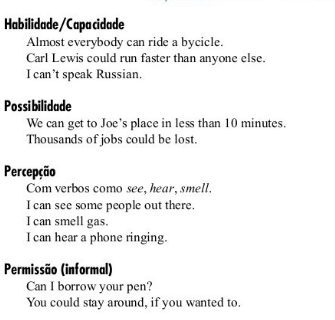 Habilidade/Capacidade
Almost everybody can ride a bycicle.
Carl Lewis could run faster than anyone else.
I can't speak Russian.
Possibilidade
We can get to Joe's place in less than 10 minutes.
Thousands of jobs could be lost.
Percepção
Com verbos como see, hear, smell.
I can see some people out there.
I can smell gas.
I can hear a phone ringing.
Permissão (informal)
Can I borrow your pen?
You could stay around, if you wanted to.